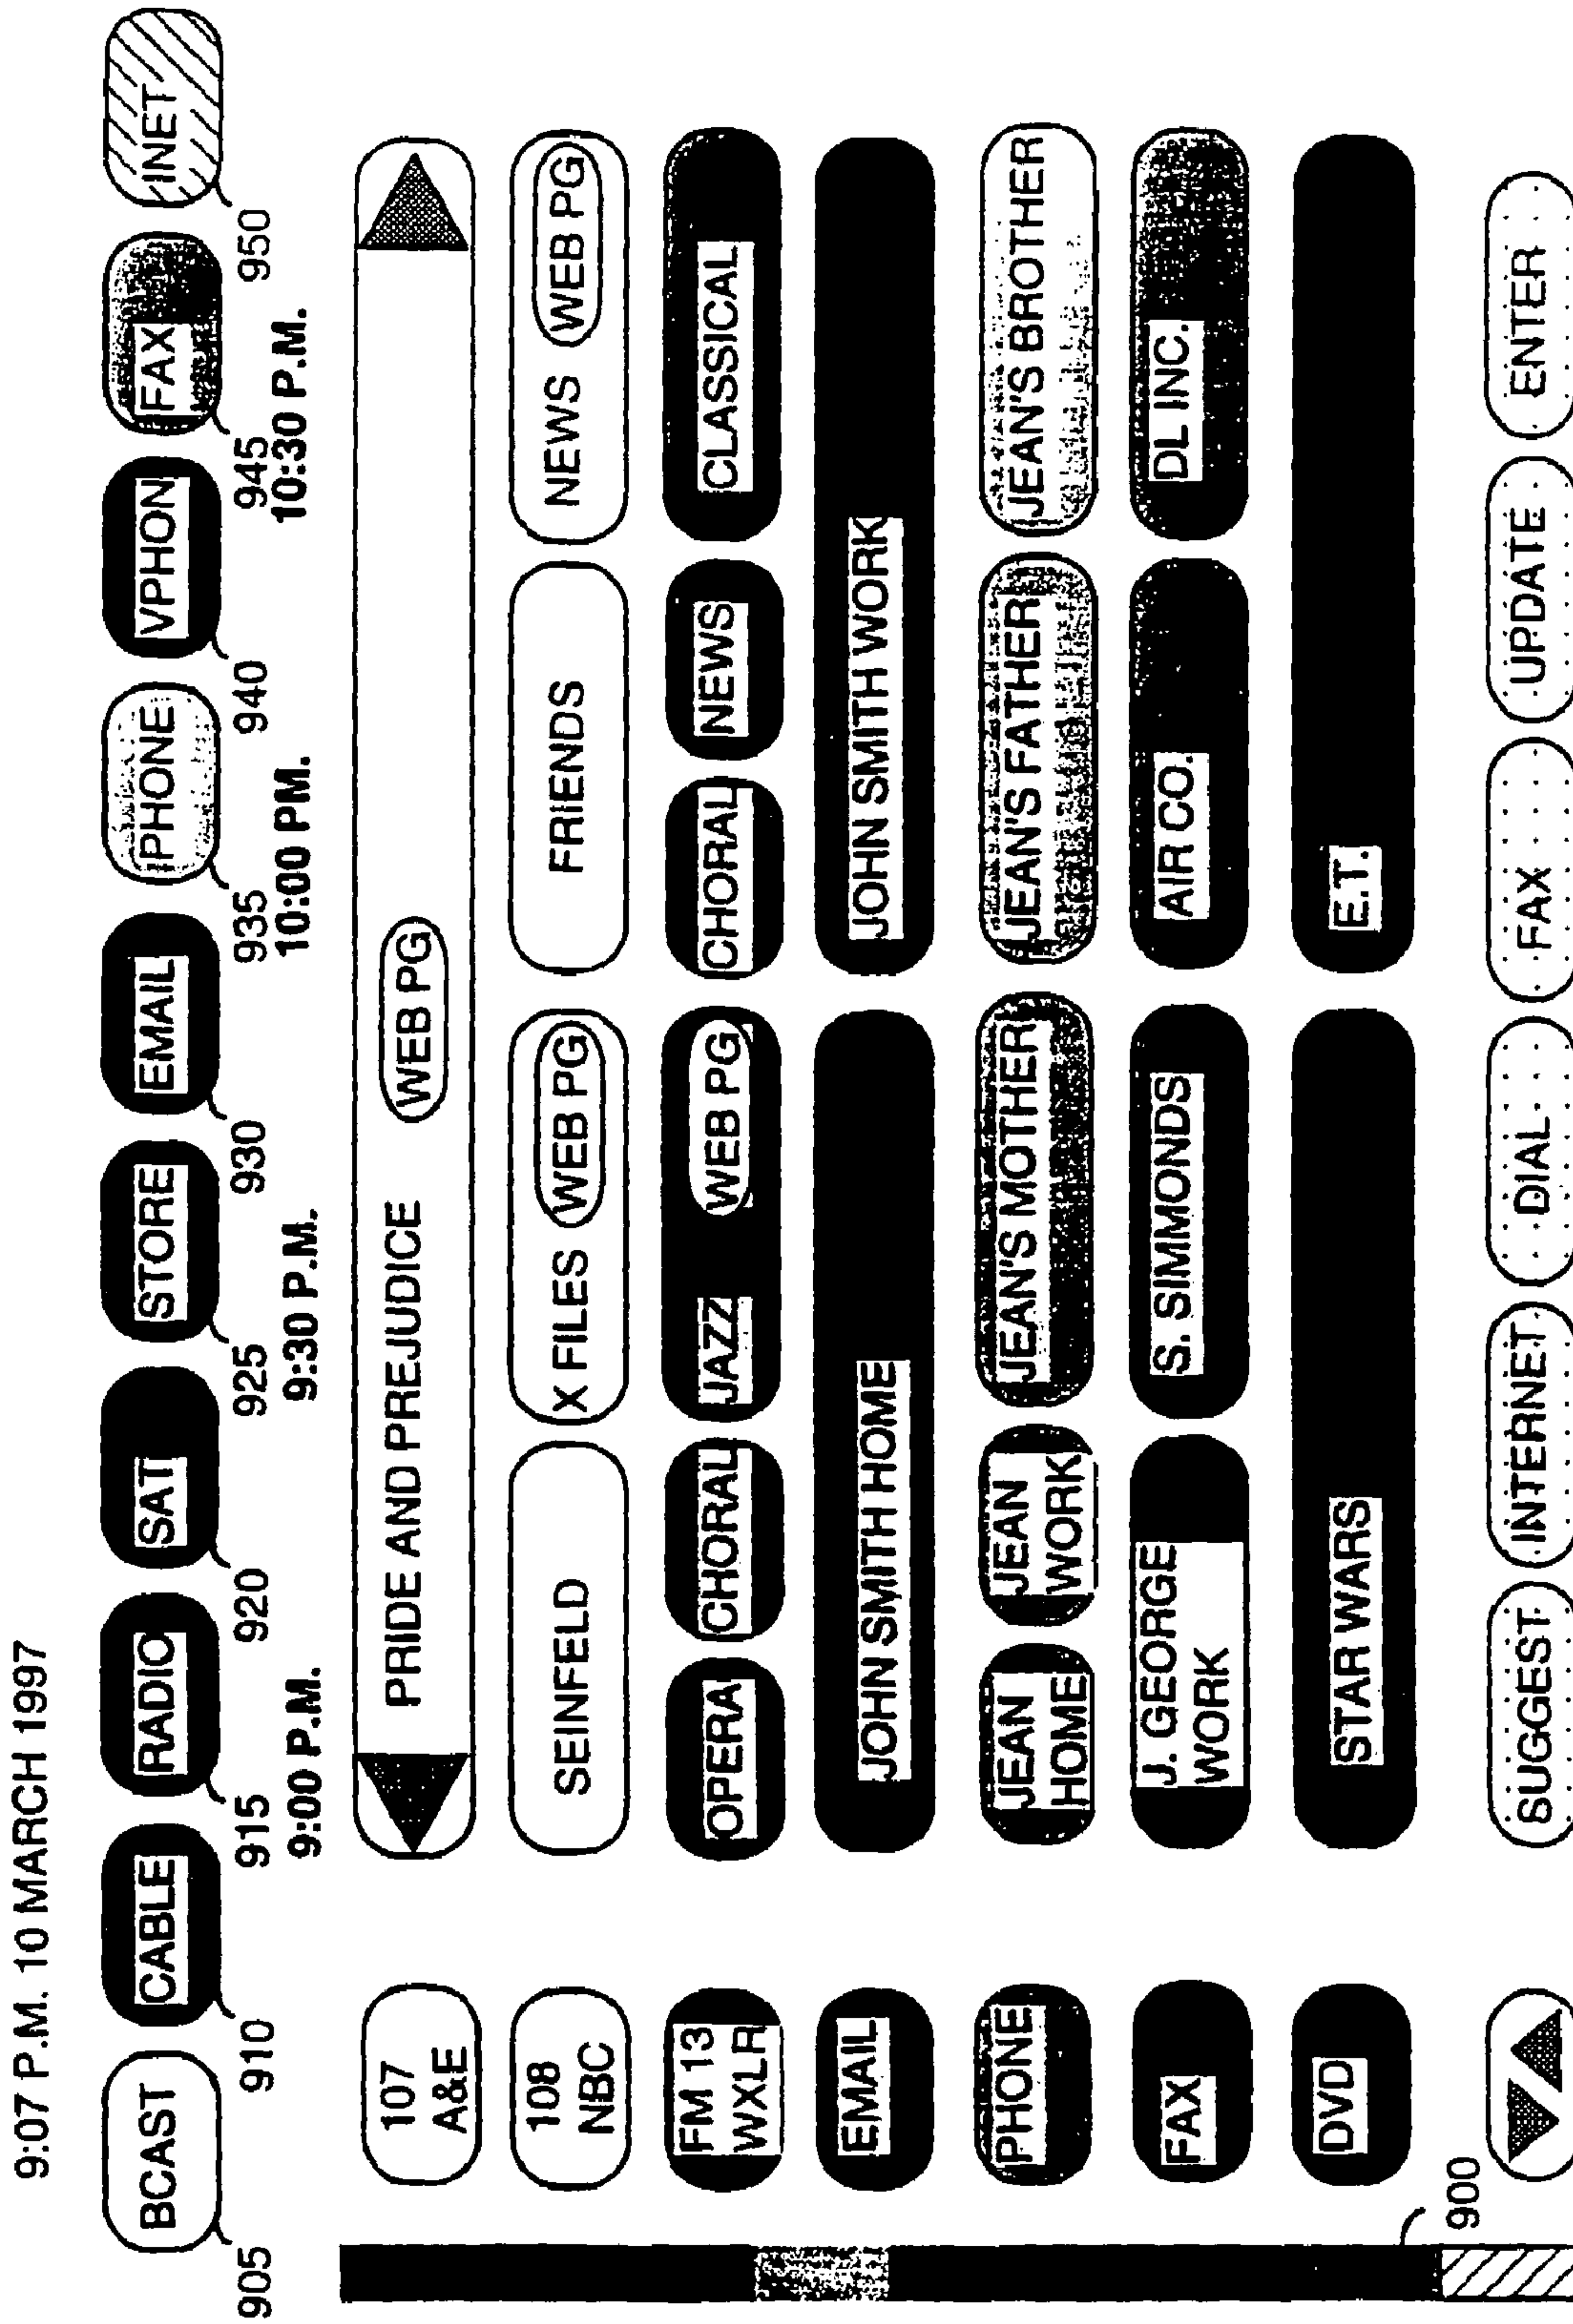 9:07 P.M. 10 MARCH 1997
BCAST CABLE RADIO SAT STORE EMAIL PHONE VPHON FAX INET
905 910 915 920 925 930 935 940 945 950
9:00 P.M. 9:30 P.M. 10:00 PM. 10:30 P.M.
107 A&E PRIDE AND PREJUDICE WEB PG
108 NBC SEINFELD X FILES WEB PG FRIENDS NEWS WEB PG
FM 13 WXLR OPERA CHORAL JAZZ WEB PG CHORAL NEWS CLASSICAL
EMAIL JOHN SMITH HOME JOHN SMITH WORK
PHONE JEAN HOME JEAN WORK JEAN'S MOTHER JEAN'S FATHER JEAN'S BROTHER
FAX J. GEORGE WORK S. SIMMONDS AIR CO. DL INC.
DVD STAR WARS E.T.
900
SUGGEST INTERNET DIAL FAX UPDATE ENTER